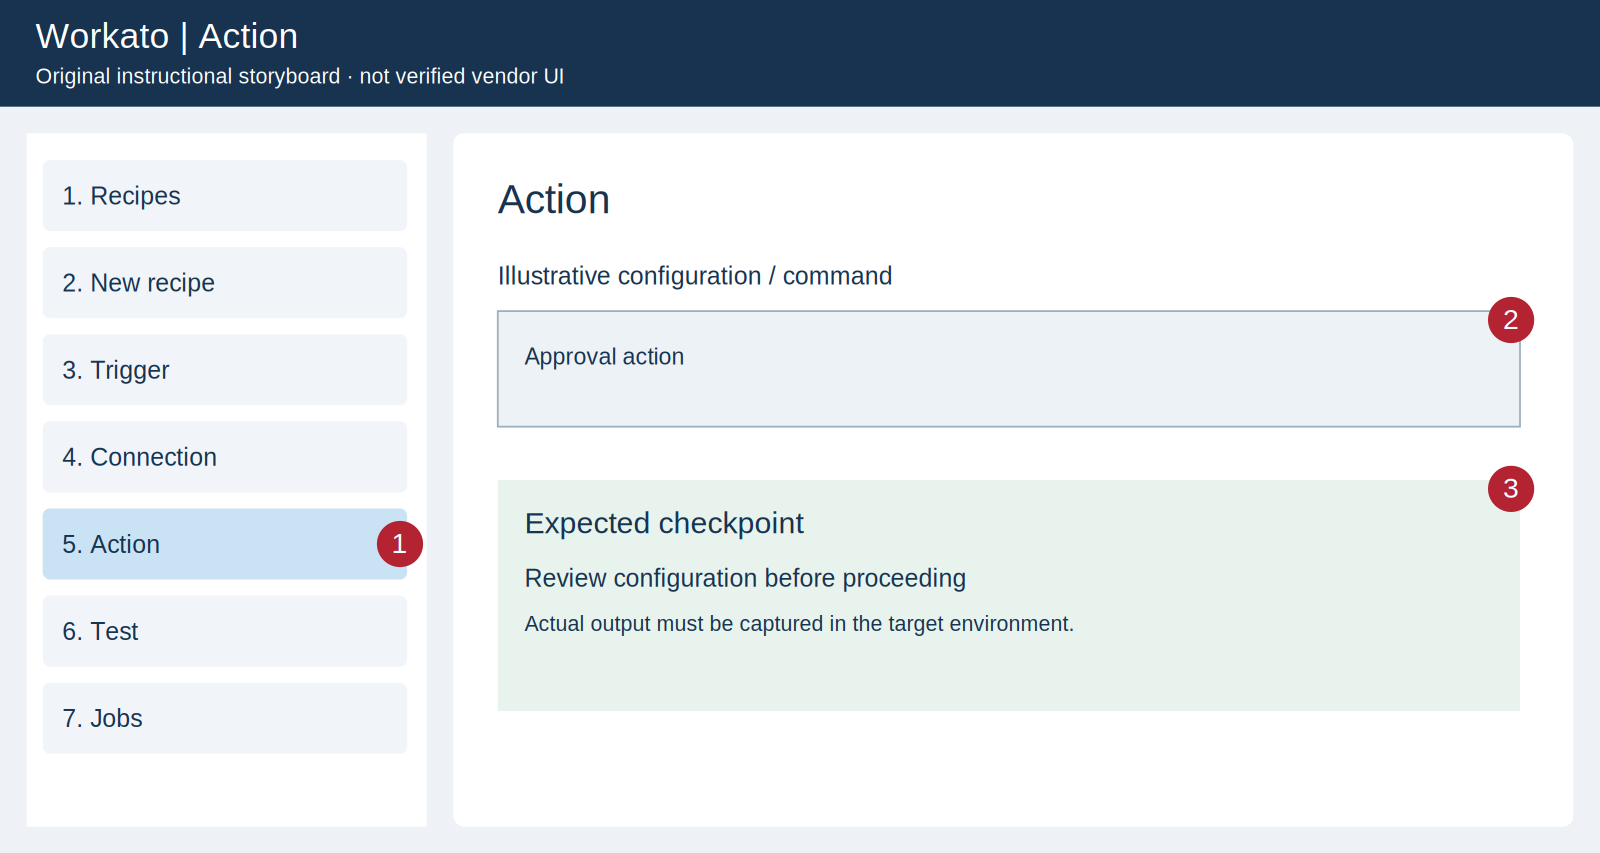 Workato | Action
Original instructional storyboard · not verified vendor UI
1. Recipes
2. New recipe
3. Trigger
4. Connection
5. Action
1
6. Test
7. Jobs
Action
Illustrative configuration / command
2
Approval action
3
Expected checkpoint
Review configuration before proceeding
Actual output must be captured in the target environment.